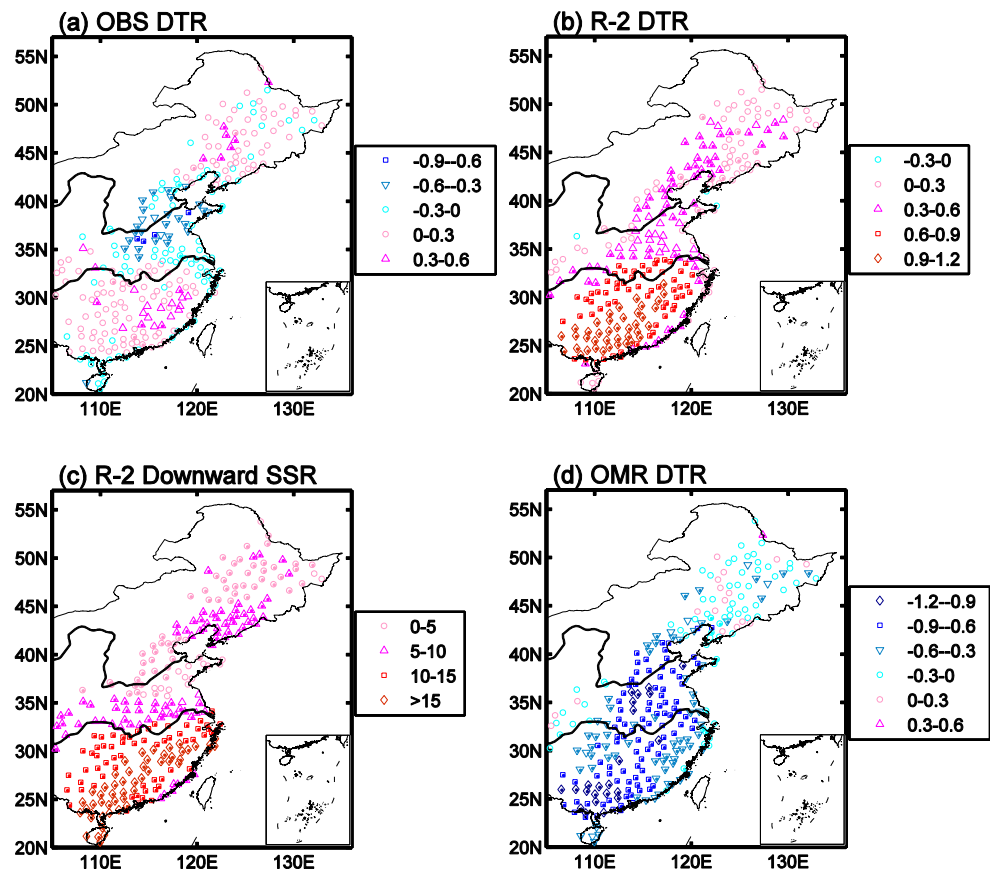 (a) OBS DTR
55N
50N
45N
40N
35N
30N
25N
20N
110E 120E 130E
-0.9--0.6
-0.6--0.3
-0.3-0
0-0.3
0.3-0.6
(b) R-2 DTR
55N
50N
45N
40N
35N
30N
25N
20N
110E 120E 130E
-0.3-0
0-0.3
0.3-0.6
0.6-0.9
0.9-1.2
(c) R-2 Downward SSR
55N
50N
45N
40N
35N
30N
25N
20N
110E 120E 130E
0-5
5-10
10-15
>15
(d) OMR DTR
55N
50N
45N
40N
35N
30N
25N
20N
110E 120E 130E
-1.2--0.9
-0.9--0.6
-0.6--0.3
-0.3-0
0-0.3
0.3-0.6